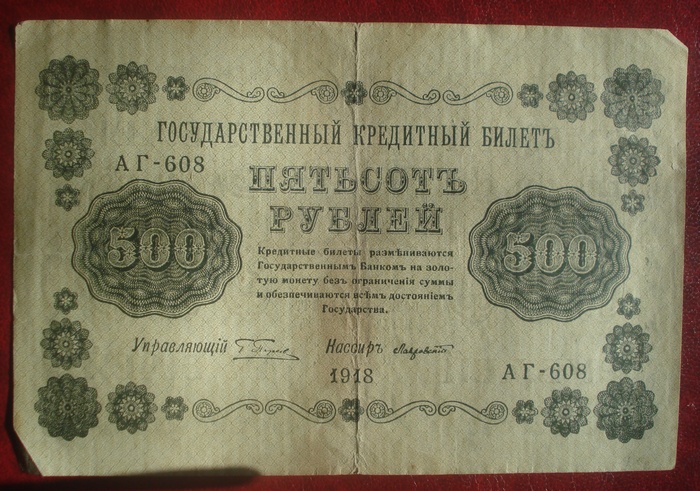 ГОСУДАРСТВЕННЫЙ КРЕДИТНЫЙ БИЛЕТЪ
АГ-608
ПЯТЬСОТЪ
РУБЛЕЙ
500
500
Кредитные билеты размѣниваются
Государственнымъ Банкомъ на золо-
тую монету безъ ограниченія суммы
и обезпечиваются всѣмъ достояніемъ
Государства.
Управляющій
Кассиръ
1918
АГ-608